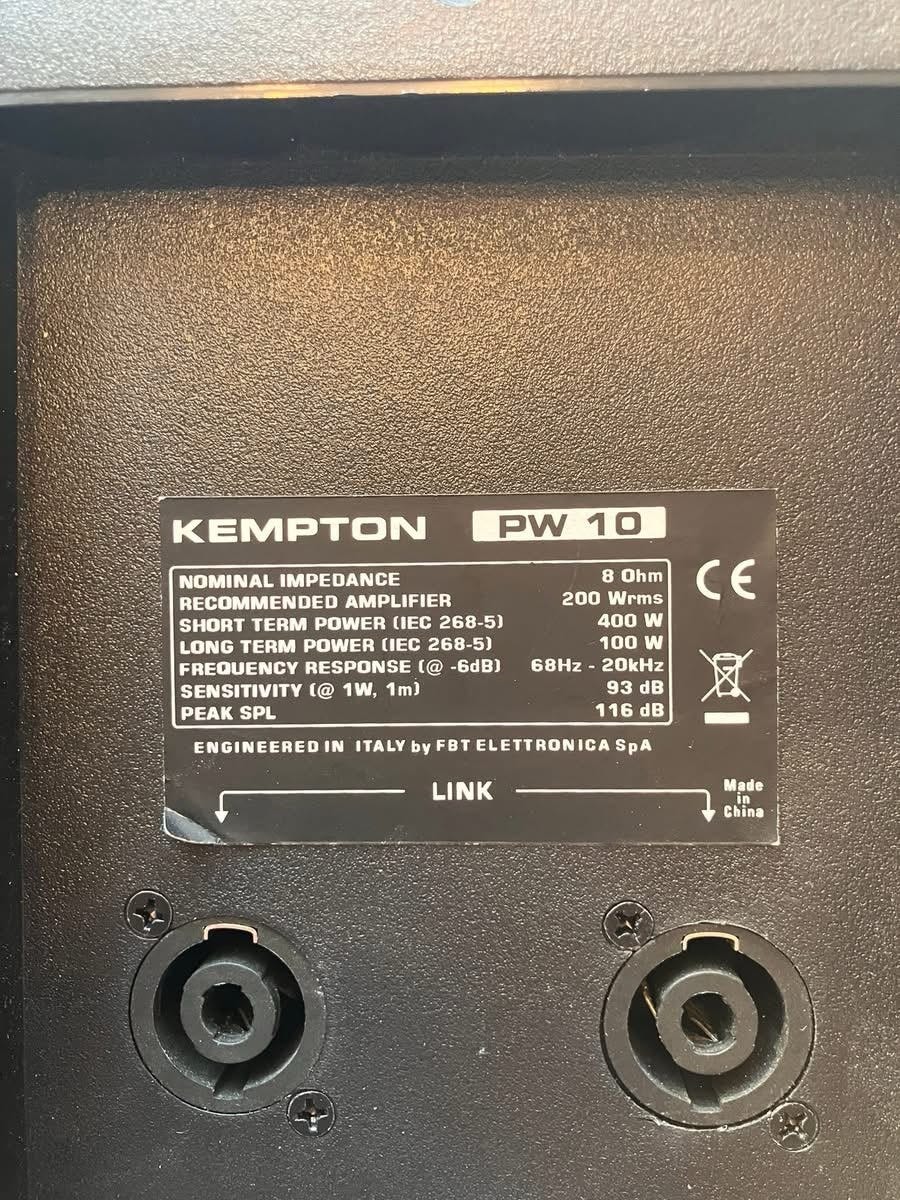 KEMPTON PW 10
NOMINAL IMPEDANCE 8 Ohm
RECOMMENDED AMPLIFIER 200 Wrms
SHORT TERM POWER (IEC 268-5) 400 W
LONG TERM POWER (IEC 268-5) 100 W
FREQUENCY RESPONSE (@ -6dB) 68Hz - 20kHz
SENSITIVITY (@ 1W, 1m) 93 dB
PEAK SPL 116 dB
CE
ENGINEERED IN ITALY by FBT ELETTRONICA SpA
LINK
Made
in
China